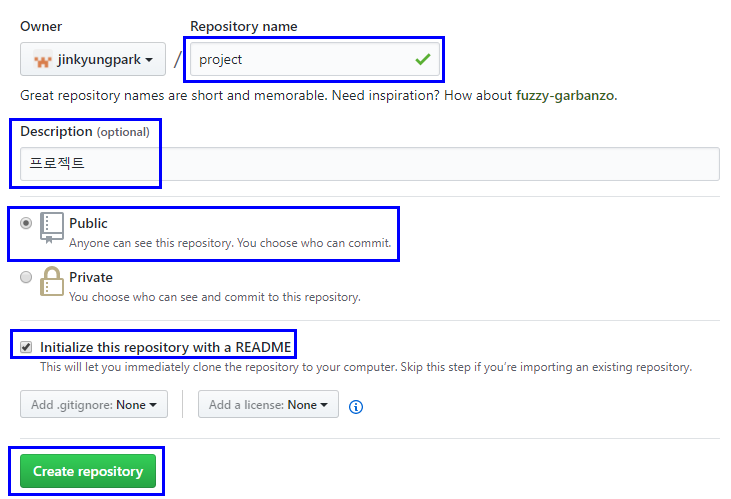 Owner Repository name
jinkyungpark / project
Great repository names are short and memorable. Need inspiration? How about fuzzy-garbanzo.
Description (optional)
프로젝트
Public
Anyone can see this repository. You choose who can commit.
Private
You choose who can see and commit to this repository.
Initialize this repository with a README
This will let you immediately clone the repository to your computer. Skip this step if you're importing an existing repository.
Add .gitignore: None Add a license: None
Create repository